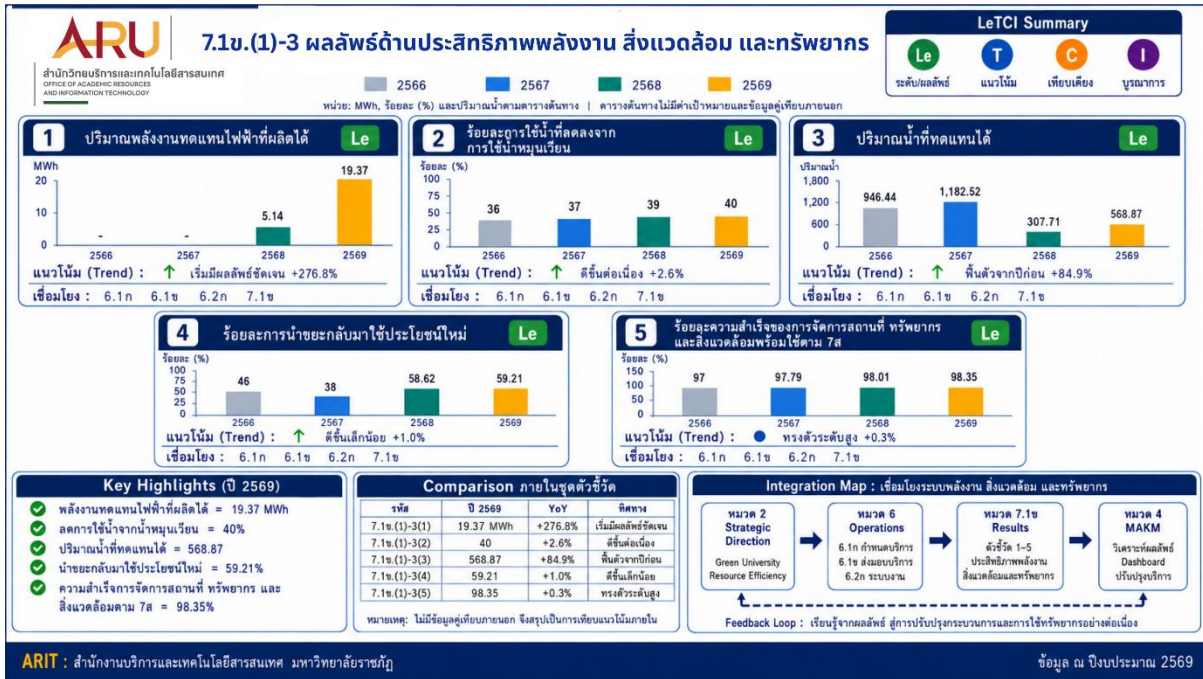 ARU
สำนักวิทยบริการและเทคโนโลยีสารสนเทศ
OFFICE OF ACADEMIC RESOURCES
AND INFORMATION TECHNOLOGY
7.1ข.(1)-3 ผลลัพธ์ด้านประสิทธิภาพพลังงาน สิ่งแวดล้อม และทรัพยากร
2566 2567 2568 2569
หน่วย: MWh, ร้อยละ (%) และปริมาณน้ำตามตารางต้นทาง | ตารางต้นทางไม่มีค่าเป้าหมายและข้อมูลคู่เทียบภายนอก
LeTCI Summary
Le T C I
ระดับ/ผลลัพธ์ แนวโน้ม เทียบเคียง บูรณาการ
1 ปริมาณพลังงานทดแทนไฟฟ้าที่ผลิตได้ Le
MWh
20
10
0
- - 5.14 19.37
2566 2567 2568 2569
แนวโน้ม (Trend) : ↑ เริ่มมีผลลัพธ์ชัดเจน +276.8%
เชื่อมโยง : 6.1ก 6.1ข 6.2ก 7.1ข
2 ร้อยละการใช้น้ำที่ลดลงจาก
การใช้น้ำหมุนเวียน Le
ร้อยละ (%)
100
75
50
25
0
36 37 39 40
2566 2567 2568 2569
แนวโน้ม (Trend) : ↑ ดีขึ้นต่อเนื่อง +2.6%
เชื่อมโยง : 6.1ก 6.1ข 6.2ก 7.1ข
3 ปริมาณน้ำที่ทดแทนได้ Le
ปริมาณน้ำ
1,800
1,200
600
0
946.44 1,182.52 307.71 568.87
2566 2567 2568 2569
แนวโน้ม (Trend) : ↑ ฟื้นตัวจากปีก่อน +84.9%
เชื่อมโยง : 6.1ก 6.1ข 6.2ก 7.1ข
4 ร้อยละการนำขยะกลับมาใช้ประโยชน์ใหม่ Le
ร้อยละ (%)
100
75
50
25
0
46 38 58.62 59.21
2566 2567 2568 2569
แนวโน้ม (Trend) : ↑ ดีขึ้นเล็กน้อย +1.0%
เชื่อมโยง : 6.1ก 6.1ข 6.2ก 7.1ข
5 ร้อยละความสำเร็จของการจัดการสถานที่ ทรัพยากร
และสิ่งแวดล้อมพร้อมใช้ตาม 7ส Le
ร้อยละ (%)
150
100
50
0
97 97.79 98.01 98.35
2566 2567 2568 2569
แนวโน้ม (Trend) : ทรงตัวระดับสูง +0.3%
เชื่อมโยง : 6.1ก 6.1ข 6.2ก 7.1ข
Key Highlights (ปี 2569)
พลังงานทดแทนไฟฟ้าที่ผลิตได้ = 19.37 MWh
ลดการใช้น้ำจากน้ำหมุนเวียน = 40%
ปริมาณน้ำที่ทดแทนได้ = 568.87
นำขยะกลับมาใช้ประโยชน์ใหม่ = 59.21%
ความสำเร็จการจัดการสถานที่ ทรัพยากร และ
สิ่งแวดล้อมตาม 7ส = 98.35%
Comparison ภายในชุดตัวชี้วัด
รหัส ปี 2569 YoY ทิศทาง
7.1ข.(1)-3(1) 19.37 MWh +276.8% เริ่มมีผลลัพธ์ชัดเจน
7.1ข.(1)-3(2) 40 +2.6% ดีขึ้นต่อเนื่อง
7.1ข.(1)-3(3) 568.87 +84.9% ฟื้นตัวจากปีก่อน
7.1ข.(1)-3(4) 59.21 +1.0% ดีขึ้นเล็กน้อย
7.1ข.(1)-3(5) 98.35 +0.3% ทรงตัวระดับสูง
หมายเหตุ: ไม่มีข้อมูลคู่เทียบภายนอก จึงสรุปเป็นการเทียบแนวโน้มภายใน
Integration Map : เชื่อมโยงระบบพลังงาน สิ่งแวดล้อม และทรัพยากร
หมวด 2
Strategic
Direction
Green University
Resource Efficiency
หมวด 6
Operations
6.1ก กำหนดบริการ
6.1ข ส่งมอบบริการ
6.2ก ระบบงาน
หมวด 7.1ข
Results
ตัวชี้วัด 1-5
ประสิทธิภาพพลังงาน
สิ่งแวดล้อมและทรัพยากร
หมวด 4
MAKM
วิเคราะห์ผลลัพธ์
Dashboard
ปรับปรุงบริการ
Feedback Loop : เรียนรู้จากผลลัพธ์ สู่การปรับปรุงกระบวนการและการใช้ทรัพยากรอย่างต่อเนื่อง
ARIT : สำนักงานบริการและเทคโนโลยีสารสนเทศ มหาวิทยาลัยราชภัฏ
ข้อมูล ณ ปีงบประมาณ 2569